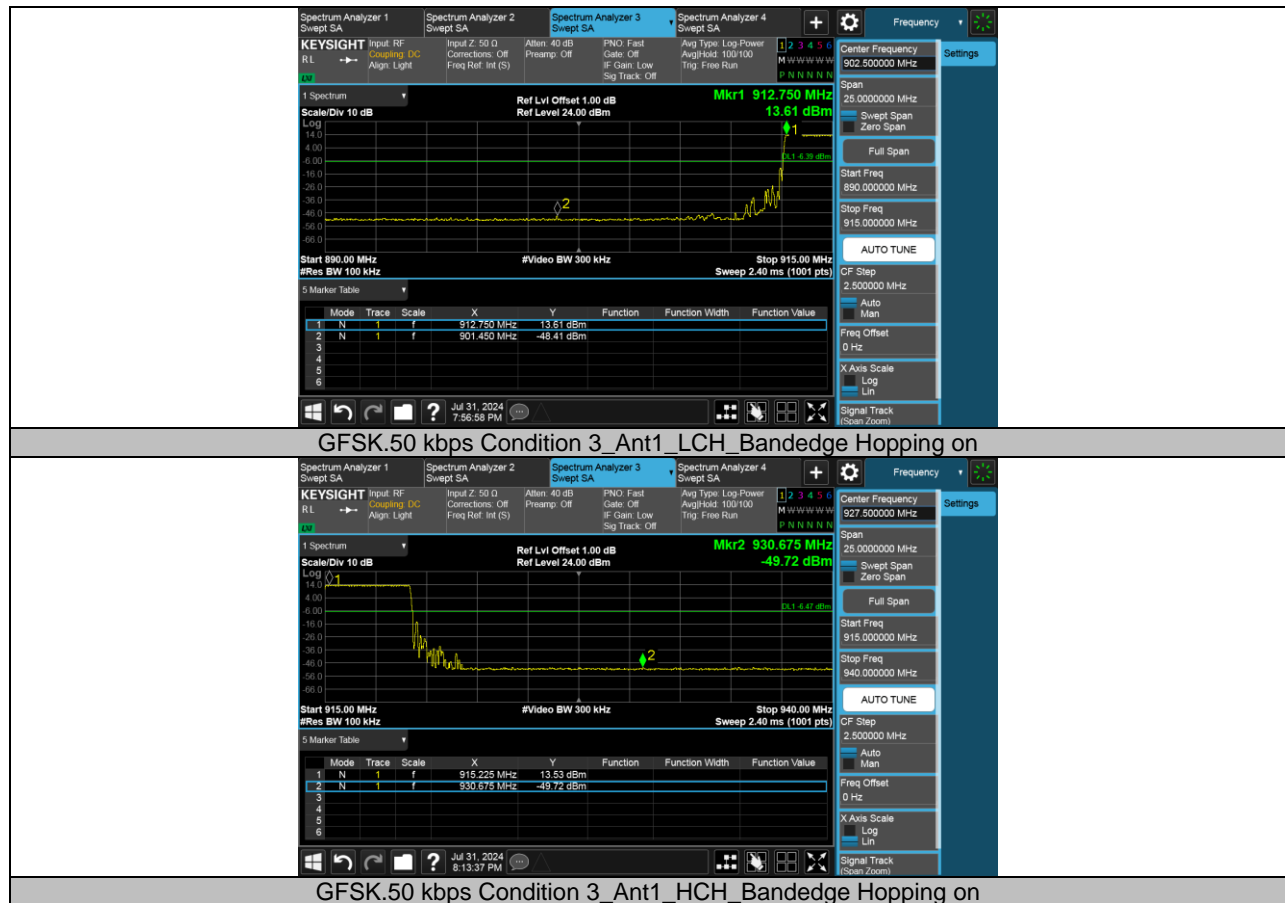 Spectrum Analyzer 1 Swept SA
Spectrum Analyzer 2 Swept SA
Spectrum Analyzer 3 Swept SA
Spectrum Analyzer 4 Swept SA
+
Frequency
KEYSIGHT
RL
Input: RF
Coupling: DC
Align: Light
Input Z: 50 Ω
Corrections: Off
Freq Ref: Int (S)
Atten: 40 dB
Preamp: Off
PNO: Fast
Gate: Off
IF Gain: Low
Sig Track: Off
Avg Type: Log-Power
Avg|Hold: 100/100
Trig: Free Run
1 2 3 4 5 6
M W W W W W
P N N N N N
Center Frequency
902.500000 MHz
Settings
Span
25.0000000 MHz
Swept Span
Zero Span
Full Span
Start Freq
890.000000 MHz
Stop Freq
915.000000 MHz
AUTO TUNE
CF Step
2.500000 MHz
Auto
Man
Freq Offset
0 Hz
X Axis Scale
Log
Lin
Signal Track
(Span Zoom)
1 Spectrum
Scale/Div 10 dB
Ref Lvl Offset 1.00 dB
Ref Level 24.00 dBm
Mkr1 912.750 MHz
13.61 dBm
Log
14.0
4.00
-6.00
-16.0
-26.0
-36.0
-46.0
-56.0
-66.0
1
DL1 -6.39 dBm
2
Start 890.00 MHz
#Video BW 300 kHz
Stop 915.00 MHz
#Res BW 100 kHz
Sweep 2.40 ms (1001 pts)
5 Marker Table
Mode Trace Scale X Y Function Function Width Function Value
1 N 1 f 912.750 MHz 13.61 dBm
2 N 1 f 901.450 MHz -48.41 dBm
3
4
5
6
?
Jul 31, 2024
7:56:58 PM
GFSK.50 kbps Condition 3_Ant1_LCH_Bandedge Hopping on
Spectrum Analyzer 1 Swept SA
Spectrum Analyzer 2 Swept SA
Spectrum Analyzer 3 Swept SA
Spectrum Analyzer 4 Swept SA
+
Frequency
KEYSIGHT
RL
Input: RF
Coupling: DC
Align: Light
Input Z: 50 Ω
Corrections: Off
Freq Ref: Int (S)
Atten: 40 dB
Preamp: Off
PNO: Fast
Gate: Off
IF Gain: Low
Sig Track: Off
Avg Type: Log-Power
Avg|Hold: 100/100
Trig: Free Run
1 2 3 4 5 6
M W W W W W
P N N N N N
Center Frequency
927.500000 MHz
Settings
Span
25.0000000 MHz
Swept Span
Zero Span
Full Span
Start Freq
915.000000 MHz
Stop Freq
940.000000 MHz
AUTO TUNE
CF Step
2.500000 MHz
Auto
Man
Freq Offset
0 Hz
X Axis Scale
Log
Lin
Signal Track
(Span Zoom)
1 Spectrum
Scale/Div 10 dB
Ref Lvl Offset 1.00 dB
Ref Level 24.00 dBm
Mkr2 930.675 MHz
-49.72 dBm
Log
14.0
4.00
-6.00
-16.0
-26.0
-36.0
-46.0
-56.0
-66.0
1
DL1 -6.47 dBm
2
Start 915.00 MHz
#Video BW 300 kHz
Stop 940.00 MHz
#Res BW 100 kHz
Sweep 2.40 ms (1001 pts)
5 Marker Table
Mode Trace Scale X Y Function Function Width Function Value
1 N 1 f 915.225 MHz 13.53 dBm
2 N 1 f 930.675 MHz -49.72 dBm
3
4
5
6
?
Jul 31, 2024
8:13:37 PM
GFSK.50 kbps Condition 3_Ant1_HCH_Bandedge Hopping on